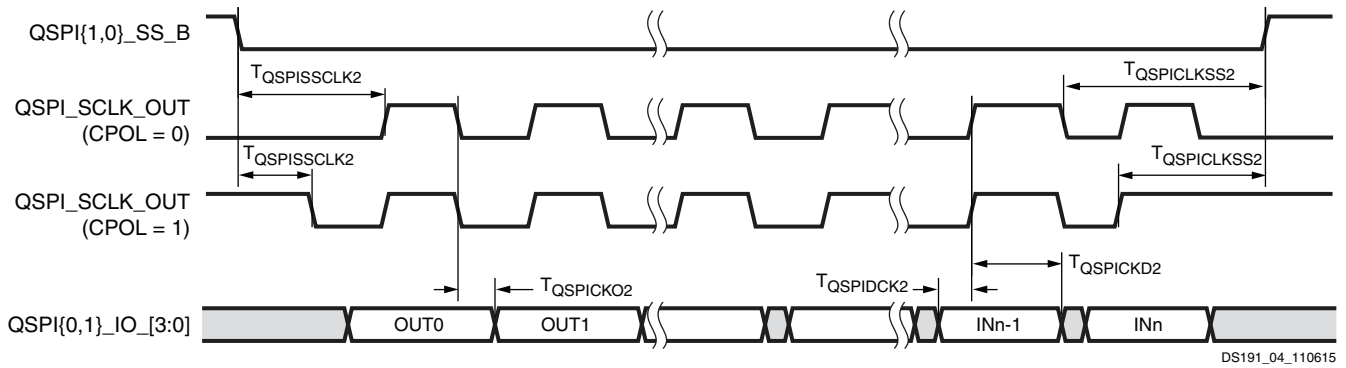 QSPI{1,0}_SS_B
TQSPISSCLK2
TQSPICLKSS2
QSPI_SCLK_OUT
(CPOL = 0)
TQSPISSCLK2
TQSPICLKSS2
QSPI_SCLK_OUT
(CPOL = 1)
TQSPICKO2
TQSPIDCK2
TQSPICKD2
QSPI{0,1}_IO_[3:0]
OUT0
OUT1
INn-1
INn
DS191_04_110615